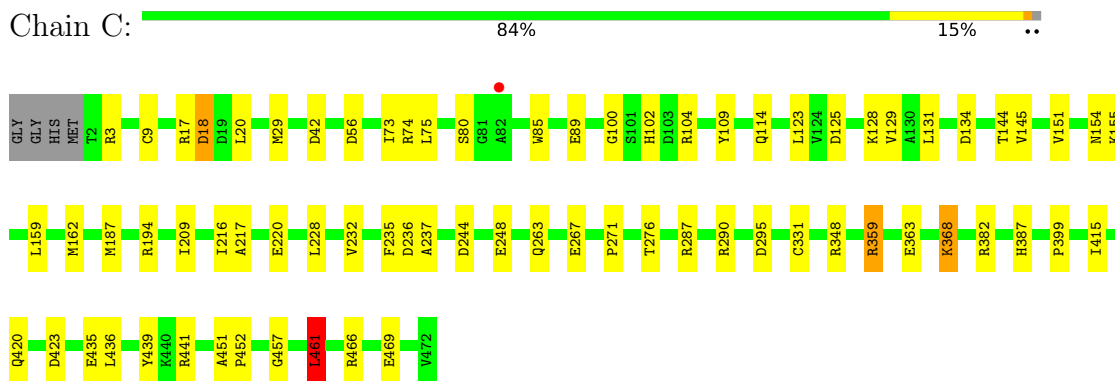 Chain C:
84% 15% ••
GLY GLY HIS MET T2 R3 C9 R17 D18 D19 L20 M29 D42 D56 I73 R74 L75 S80 G81 A82 W85 E89 G100 S101 H102 D103 R104 Y109 Q114 L123 V124 D125 K128 V129 A130 L131 D134 T144 V145 V151 N154 K155
L159 M162 M187 R194 I209 I216 A217 E220 L228 V232 F235 D236 A237 D244 E248 Q263 E267 P271 T276 R287 R290 D295 C331 R348 R359 E363 K368 R382 H387 P399 I415
Q420 D423 E435 L436 Y439 K440 R441 A451 P452 G457 L461 R466 E469 V472